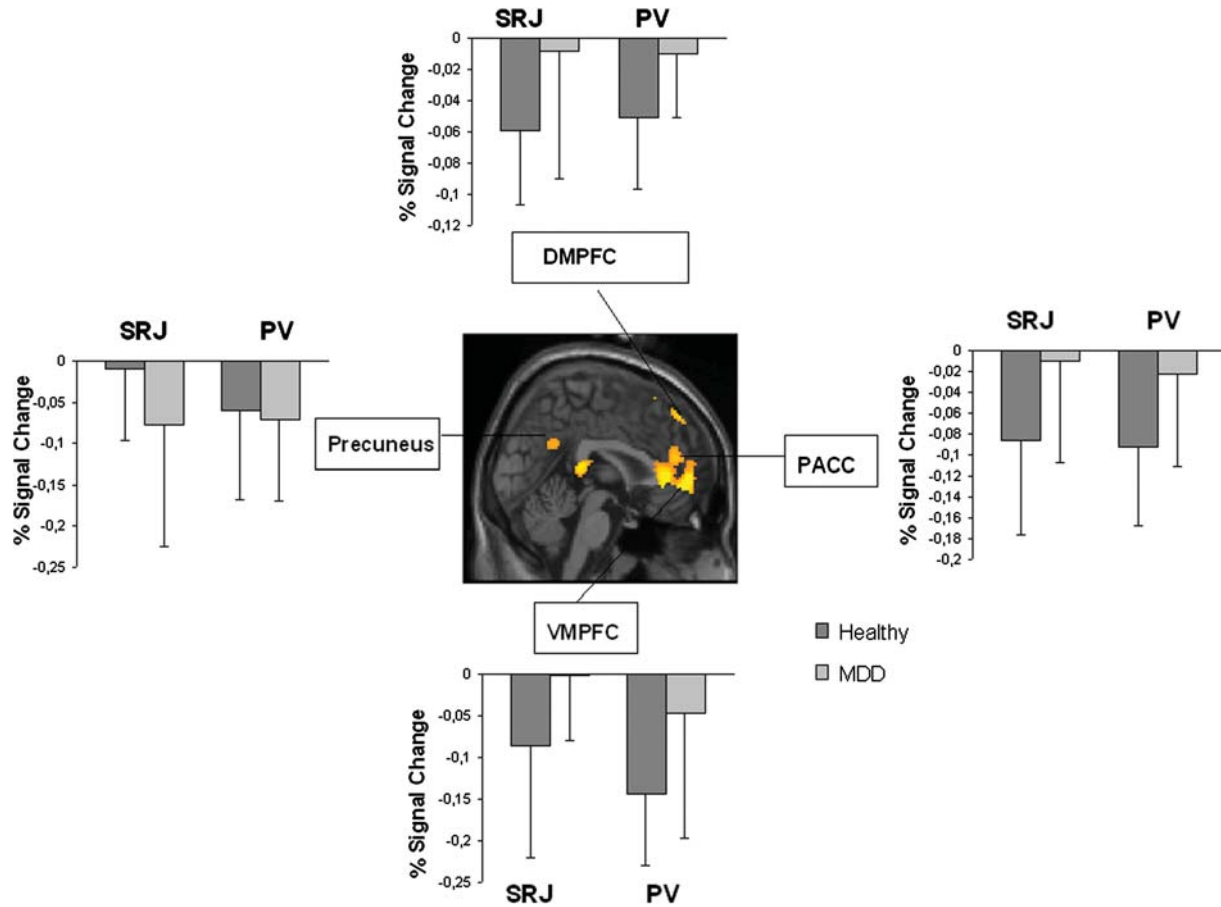 SRJ PV
% Signal Change
0
-0,02
-0,04
-0,06
-0,08
-0,1
-0,12
DMPFC
SRJ PV
% Signal Change
0
-0,05
-0,1
-0,15
-0,2
-0,25
Precuneus
SRJ PV
% Signal Change
0
-0,02
-0,04
-0,06
-0,08
-0,1
-0,12
-0,14
-0,16
-0,18
-0,2
PACC
VMPFC
Healthy
MDD
% Signal Change
0
-0,05
-0,1
-0,15
-0,2
-0,25
SRJ PV